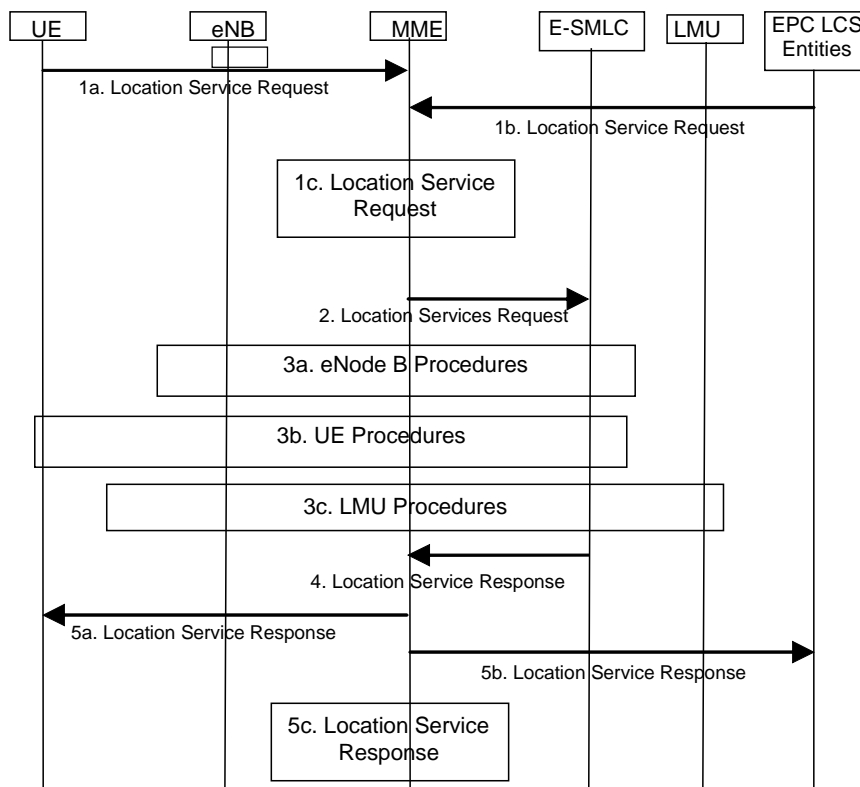 UE
eNB
MME
E-SMLC
LMU
EPC LCS
Entities
1a. Location Service Request
1b. Location Service Request
1c. Location Service
Request
2. Location Services Request
3a. eNode B Procedures
3b. UE Procedures
3c. LMU Procedures
4. Location Service Response
5a. Location Service Response
5b. Location Service Response
5c. Location Service
Response